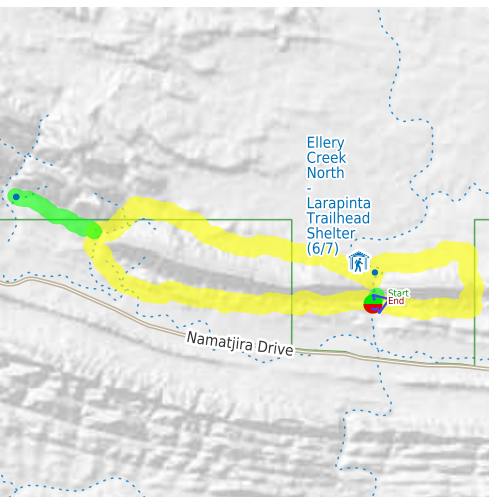 Ellery
Creek
North
-
Larapinta
Trailhead
Shelter
(6/7)
Start
End
Namatjira Drive